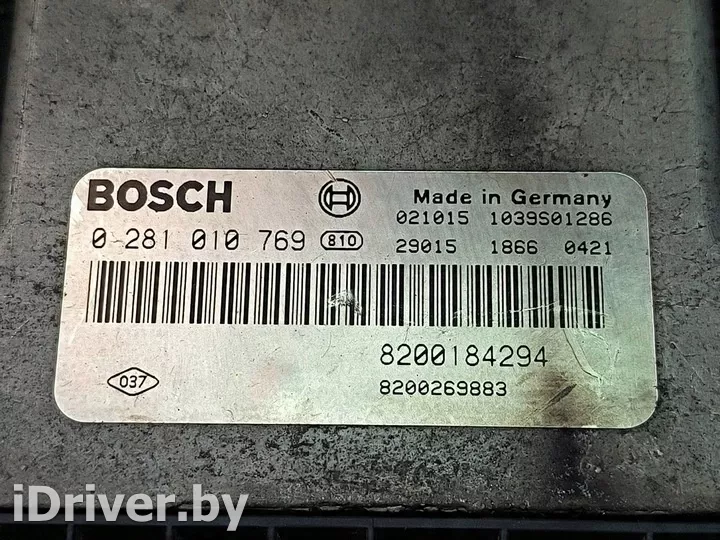 BOSCH
Made in Germany
021015 1039S01286
0 281 010 769 810
29015 1866 0421
8200184294
037
8200269883
iDriver.by